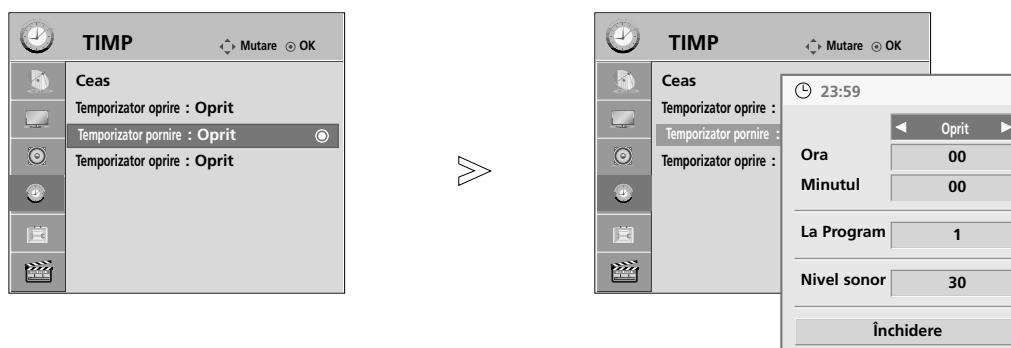 TIMP Mutare OK
Ceas
Temporizator oprire : Oprit
Temporizator pornire : Oprit
Temporizator oprire : Oprit
TIMP Mutare OK
Ceas
Temporizator oprire :
Temporizator pornire :
Temporizator oprire :
23:59
Oprit
Ora 00
Minutul 00
La Program 1
Nivel sonor 30
Închidere